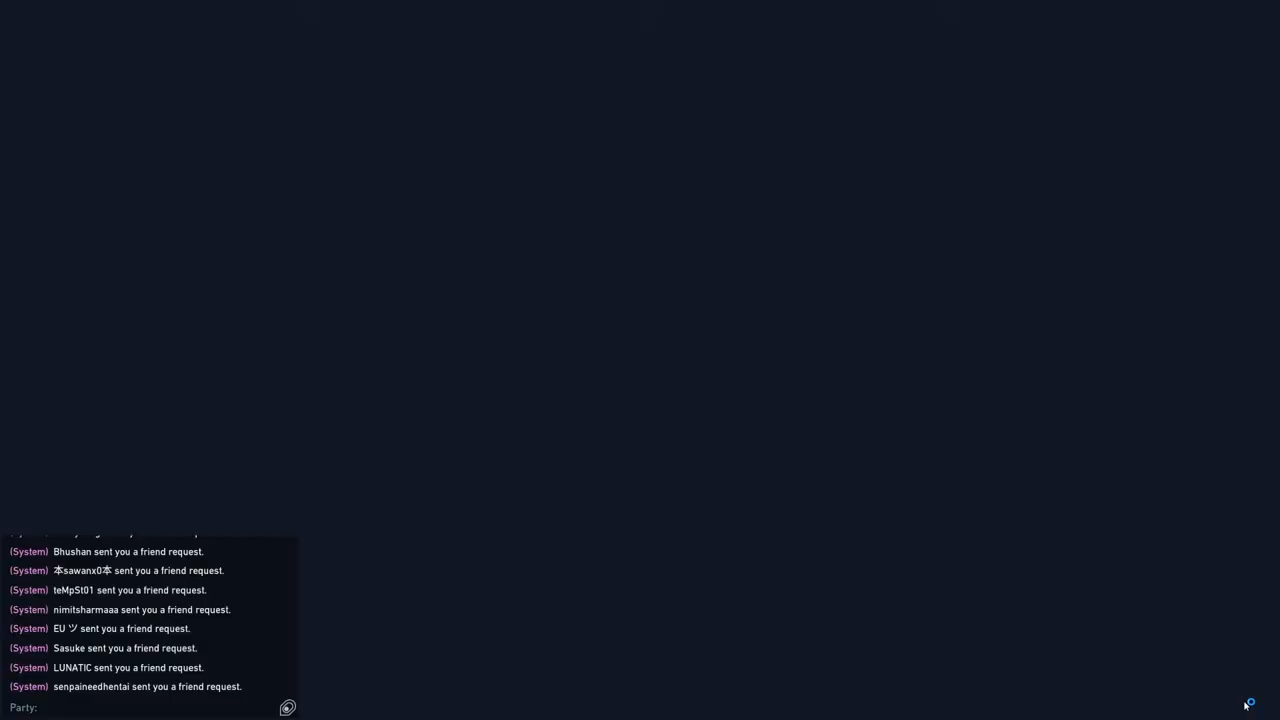 (System) Bhushan sent you a friend request.
(System) 本sawanx0本 sent you a friend request.
(System) teMpSt01 sent you a friend request.
(System) nimitsharmaaa sent you a friend request.
(System) EU ツ sent you a friend request.
(System) Sasuke sent you a friend request.
(System) LUNATIC sent you a friend request.
(System) senpaineedhentai sent you a friend request.
Party: